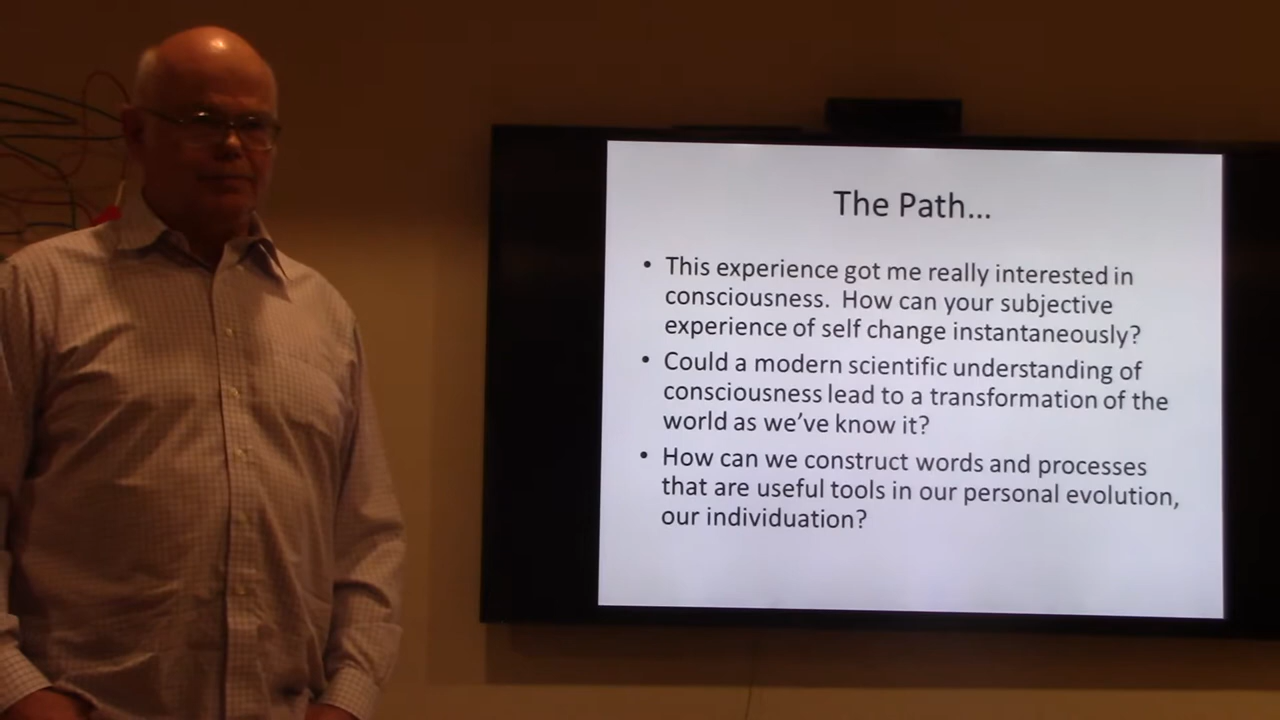 The Path...
• This experience got me really interested in
consciousness. How can your subjective
experience of self change instantaneously?
• Could a modern scientific understanding of
consciousness lead to a transformation of the
world as we’ve know it?
• How can we construct words and processes
that are useful tools in our personal evolution,
our individuation?